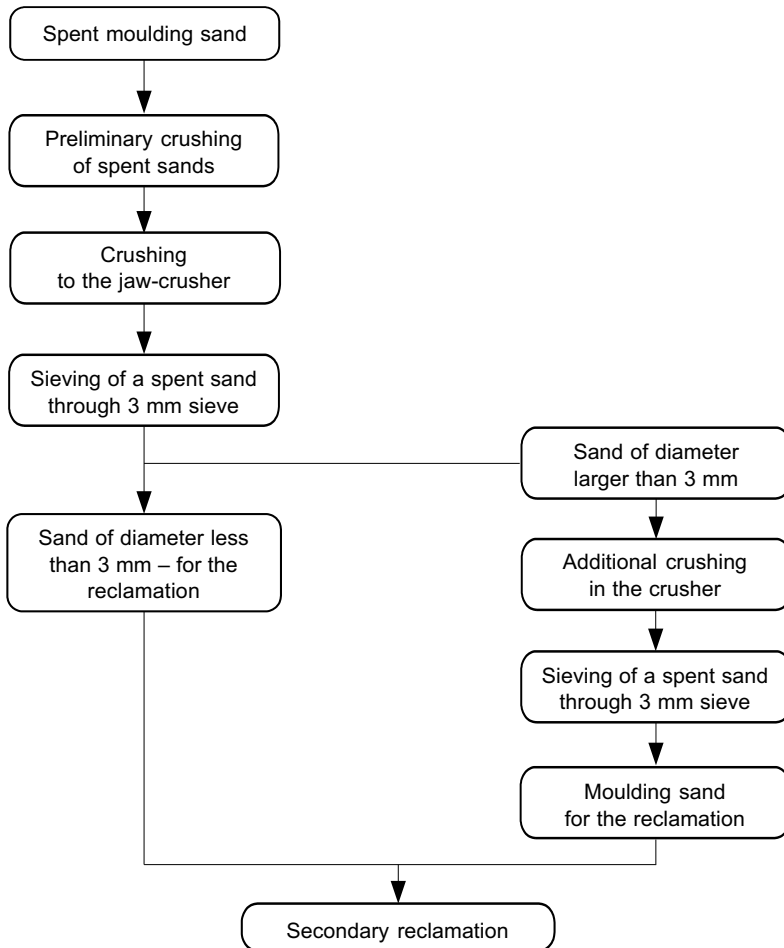 Spent moulding sand
Preliminary crushing
of spent sands
Crushing
to the jaw-crusher
Sieving of a spent sand
through 3 mm sieve
Sand of diameter
larger than 3 mm
Sand of diameter less
than 3 mm – for the
reclamation
Additional crushing
in the crusher
Sieving of a spent sand
through 3 mm sieve
Moulding sand
for the reclamation
Secondary reclamation